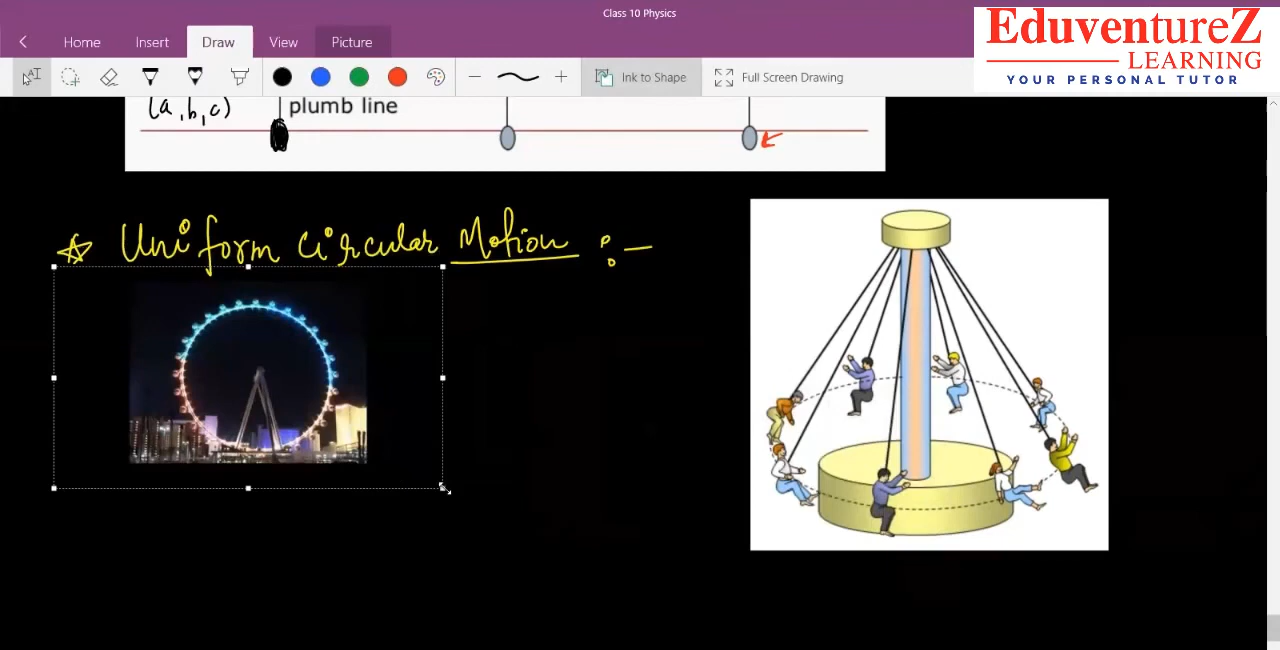 Class 10 Physics
Home Insert Draw View Picture
Ink to Shape Full Screen Drawing
EduventureZ
LEARNING
YOUR PERSONAL TUTOR
(a,b,c) plumb line
☆ Uniform circular Motion :-